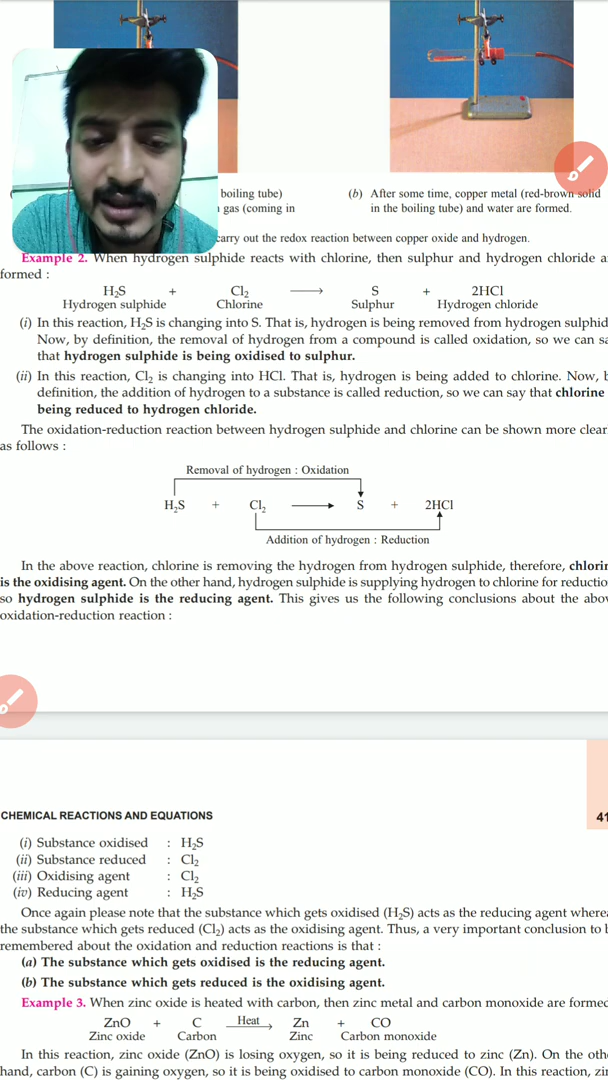 boiling tube)
gas (coming in
(b) After some time, copper metal (red-brown solid
in the boiling tube) and water are formed.
carry out the redox reaction between copper oxide and hydrogen.
Example 2. When hydrogen sulphide reacts with chlorine, then sulphur and hydrogen chloride a
formed :
H₂S + Cl₂ ⟶ S + 2HCl
Hydrogen sulphide Chlorine Sulphur Hydrogen chloride
(i) In this reaction, H₂S is changing into S. That is, hydrogen is being removed from hydrogen sulphid
Now, by definition, the removal of hydrogen from a compound is called oxidation, so we can sa
that hydrogen sulphide is being oxidised to sulphur.
(ii) In this reaction, Cl₂ is changing into HCl. That is, hydrogen is being added to chlorine. Now, b
definition, the addition of hydrogen to a substance is called reduction, so we can say that chlorine
being reduced to hydrogen chloride.
The oxidation-reduction reaction between hydrogen sulphide and chlorine can be shown more clear
as follows :
Removal of hydrogen : Oxidation
H₂S + Cl₂ ⟶ S + 2HCl
Addition of hydrogen : Reduction
In the above reaction, chlorine is removing the hydrogen from hydrogen sulphide, therefore, chlorin
is the oxidising agent. On the other hand, hydrogen sulphide is supplying hydrogen to chlorine for reductio
so hydrogen sulphide is the reducing agent. This gives us the following conclusions about the abov
oxidation-reduction reaction :
CHEMICAL REACTIONS AND EQUATIONS 41
(i) Substance oxidised : H₂S
(ii) Substance reduced : Cl₂
(iii) Oxidising agent : Cl₂
(iv) Reducing agent : H₂S
Once again please note that the substance which gets oxidised (H₂S) acts as the reducing agent wherea
the substance which gets reduced (Cl₂) acts as the oxidising agent. Thus, a very important conclusion to b
remembered about the oxidation and reduction reactions is that :
(a) The substance which gets oxidised is the reducing agent.
(b) The substance which gets reduced is the oxidising agent.
Example 3. When zinc oxide is heated with carbon, then zinc metal and carbon monoxide are formed
ZnO + C Heat⟶ Zn + CO
Zinc oxide Carbon Zinc Carbon monoxide
In this reaction, zinc oxide (ZnO) is losing oxygen, so it is being reduced to zinc (Zn). On the othe
hand, carbon (C) is gaining oxygen, so it is being oxidised to carbon monoxide (CO). In this reaction, zin